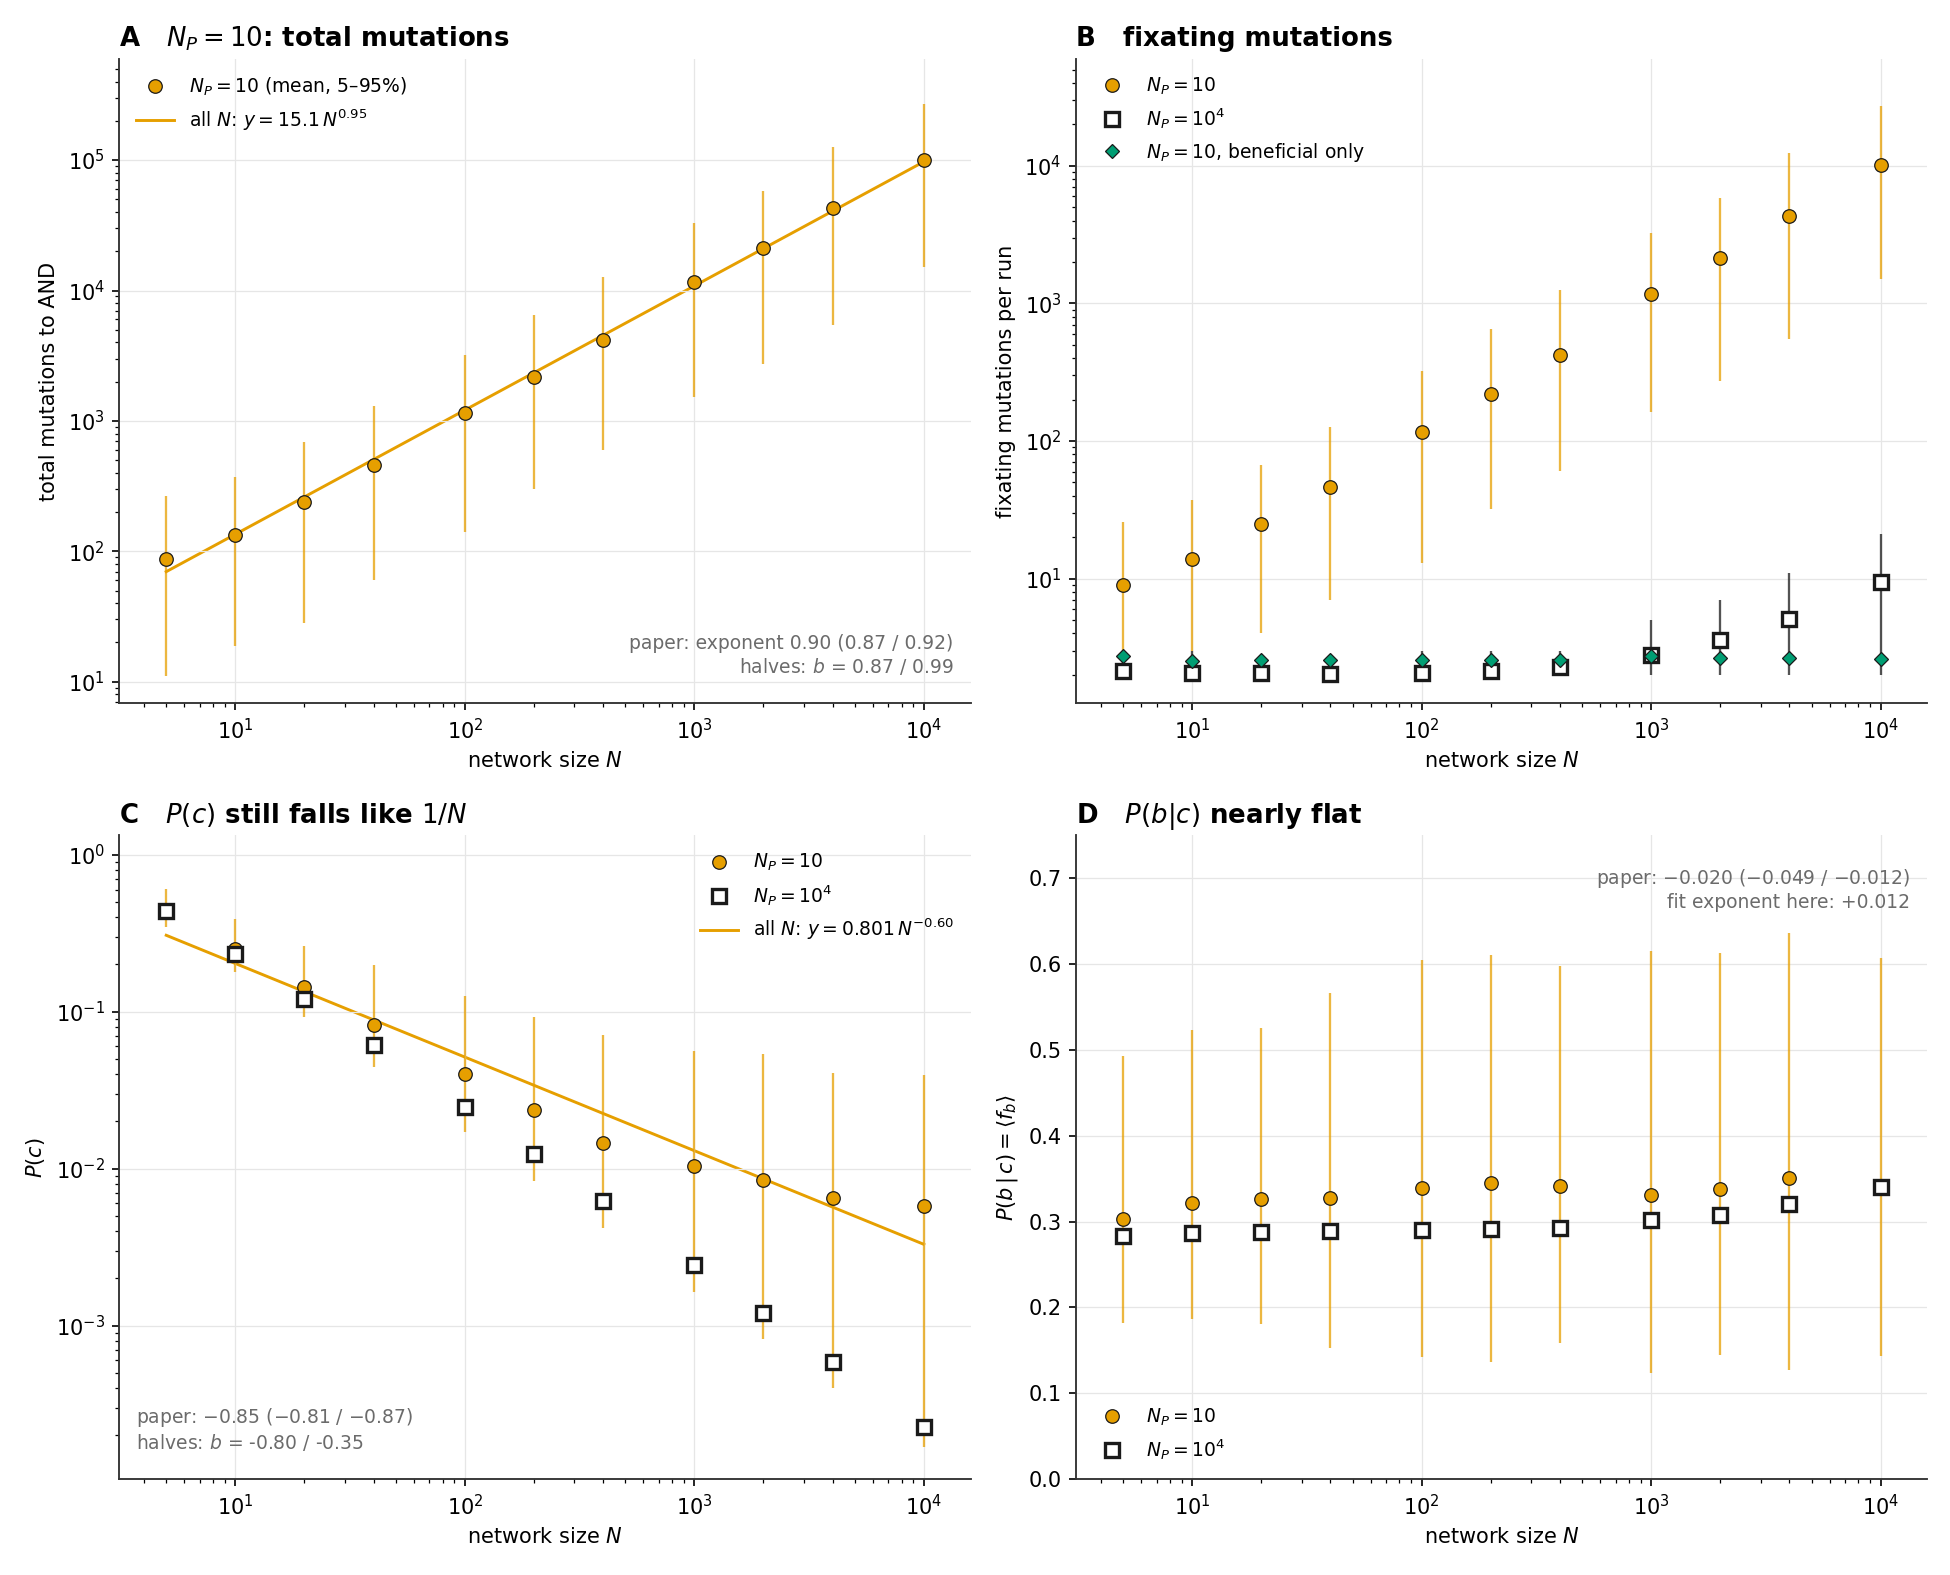 A   N_P = 10: total mutations
N_P = 10 (mean, 5–95%)
all N: y = 15.1 N^0.95
10^5
10^4
10^3
10^2
10^1
total mutations to AND
paper: exponent 0.90 (0.87 / 0.92)
halves: b = 0.87 / 0.99
10^1 10^2 10^3 10^4
network size N
B   fixating mutations
N_P = 10
N_P = 10^4
N_P = 10, beneficial only
10^4
10^3
10^2
10^1
fixating mutations per run
10^1 10^2 10^3 10^4
network size N
C   P(c) still falls like 1/N
N_P = 10
N_P = 10^4
all N: y = 0.801 N^−0.60
10^0
10^−1
10^−2
10^−3
P(c)
paper: −0.85 (−0.81 / −0.87)
halves: b = -0.80 / -0.35
10^1 10^2 10^3 10^4
network size N
D   P(b|c) nearly flat
paper: −0.020 (−0.049 / −0.012)
fit exponent here: +0.012
0.7
0.6
0.5
0.4
0.3
0.2
0.1
0.0
P(b | c) = ⟨f_b⟩
N_P = 10
N_P = 10^4
10^1 10^2 10^3 10^4
network size N